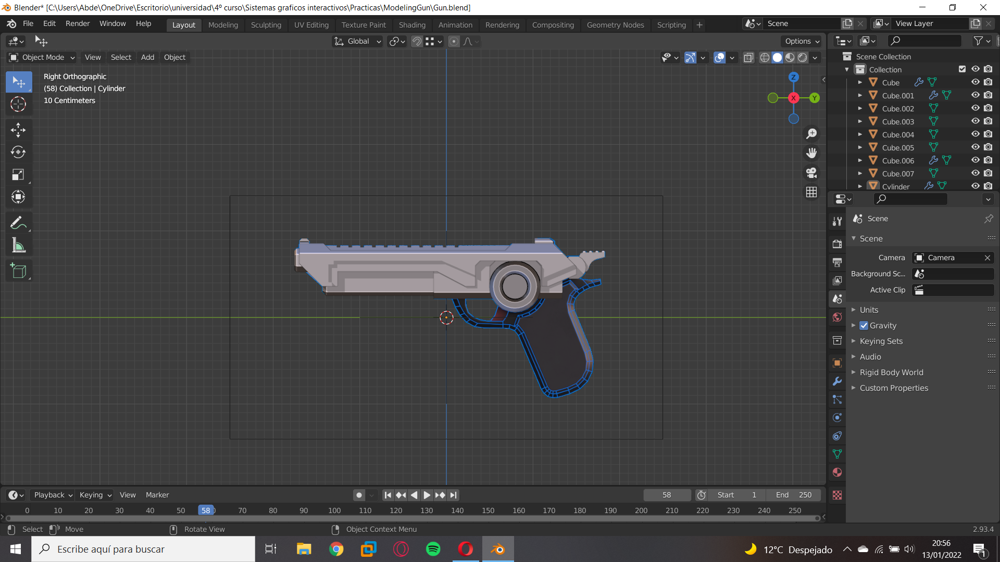 Blender* [C:\Users\Abde\OneDrive\Escritorio\universidad\4º curso\Sistemas graficos interactivos\Practicas\ModelingGun\Gun.blend]
File Edit Render Window Help Layout Modeling Sculpting UV Editing Texture Paint Shading Animation Rendering Compositing Geometry Nodes Scripting + Scene View Layer
Global Options
Object Mode View Select Add Object
Right Orthographic
(58) Collection | Cylinder
10 Centimeters
Z
X
Y
Scene Collection
Collection
Cube
Cube.001
Cube.002
Cube.003
Cube.004
Cube.005
Cube.006
Cube.007
Cylinder
Scene
Scene
Camera Camera
Background Sc...
Active Clip
Units
Gravity
Keying Sets
Audio
Rigid Body World
Custom Properties
Playback Keying View Marker 58 Start 1 End 250
0 10 20 30 40 50 58 70 80 90 100 110 120 130 140 150 160 170 180 190 200 210 220 230 240 250
Select Move Rotate View Object Context Menu 2.93.4
Escribe aquí para buscar
12°C Despejado
20:56
13/01/2022
1